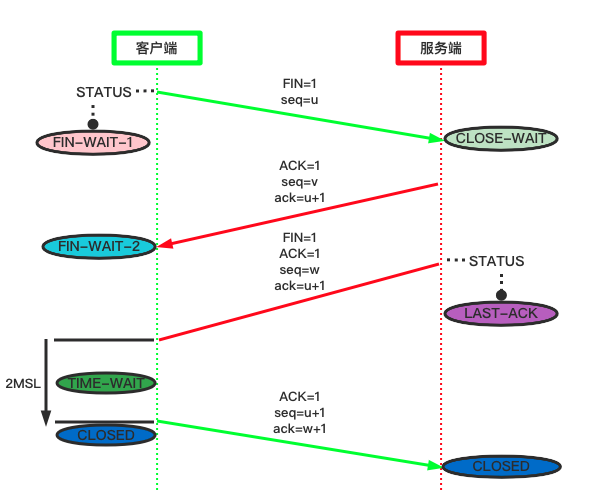 客户端
服务端
STATUS
FIN=1
seq=u
FIN-WAIT-1
CLOSE-WAIT
ACK=1
seq=v
ack=u+1
FIN-WAIT-2
FIN=1
ACK=1
seq=w
ack=u+1
STATUS
LAST-ACK
2MSL
TIME-WAIT
ACK=1
seq=u+1
ack=w+1
CLOSED
CLOSED